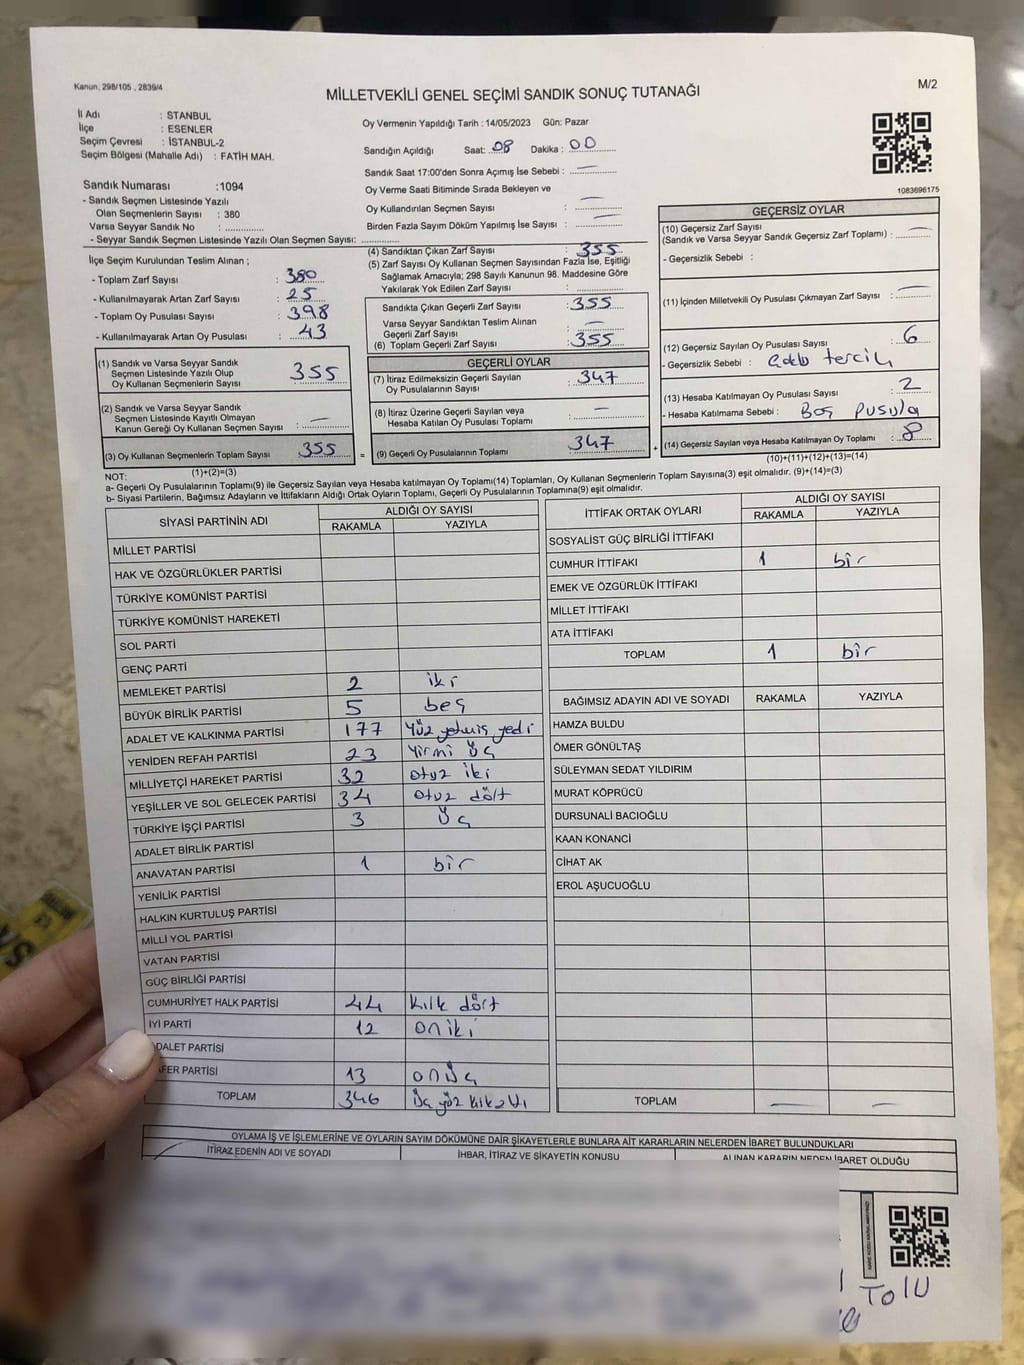 Kanun, 298/105 , 2839/4
M/2
MİLLETVEKİLİ GENEL SEÇİMİ SANDIK SONUÇ TUTANAĞI
İl Adı : STANBUL
İlçe : ESENLER
Seçim Çevresi : İSTANBUL-2
Seçim Bölgesi (Mahalle Adı) : FATİH MAH.
Oy Vermenin Yapıldığı Tarih : 14/05/2023 Gün: Pazar
Sandığın Açıldığı Saat: 08 Dakika : 00
Sandık Saat 17:00'den Sonra Açımış İse Sebebi : —
Oy Verme Saati Bitiminde Sırada Bekleyen ve
Oy Kullandırılan Seçmen Sayısı : —
Birden Fazla Sayım Döküm Yapılmış İse Sayısı : —
1083696175
Sandık Numarası :1094
- Sandık Seçmen Listesinde Yazılı
Olan Seçmenlerin Sayısı : 380
Varsa Seyyar Sandık No :
- Seyyar Sandık Seçmen Listesinde Yazılı Olan Seçmen Sayısı:
İlçe Seçim Kurulundan Teslim Alınan ;
- Toplam Zarf Sayısı : 380
- Kullanılmayarak Artan Zarf Sayısı : 25
- Toplam Oy Pusulası Sayısı : 398
- Kullanılmayarak Artan Oy Pusulası : 43
(1) Sandık ve Varsa Seyyar Sandık
Seçmen Listesinde Yazılı Olup
Oy Kullanan Seçmenlerin Sayısı : 355
(2) Sandık ve Varsa Seyyar Sandık
Seçmen Listesinde Kayıtlı Olmayan
Kanun Gereği Oy Kullanan Seçmen Sayısı : —
(3) Oy Kullanan Seçmenlerin Toplam Sayısı : 355
(4) Sandıktan Çıkan Zarf Sayısı : 355
(5) Zarf Sayısı Oy Kullanan Seçmen Sayısından Fazla İse, Eşitliği
Sağlamak Amacıyla; 298 Sayılı Kanunun 98. Maddesine Göre
Yakılarak Yok Edilen Zarf Sayısı :
Sandıkta Çıkan Geçerli Zarf Sayısı : 355
Varsa Seyyar Sandıktan Teslim Alınan
Geçerli Zarf Sayısı : —
(6) Toplam Geçerli Zarf Sayısı : 355
GEÇERLİ OYLAR
(7) İtiraz Edilmeksizin Geçerli Sayılan
Oy Pusulalarının Sayısı : 347
(8) İtiraz Üzerine Geçerli Sayılan veya
Hesaba Katılan Oy Pusulası Toplamı : —
= (9) Geçerli Oy Pusulalarının Toplamı : 347 +
GEÇERSİZ OYLAR
(10) Geçersiz Zarf Sayısı
(Sandık ve Varsa Seyyar Sandık Geçersiz Zarf Toplamı) : —
- Geçersizlik Sebebi :
(11) İçinden Milletvekili Oy Pusulası Çıkmayan Zarf Sayısı : —
(12) Geçersiz Sayılan Oy Pusulası Sayısı : 6
- Geçersizlik Sebebi : tercih
(13) Hesaba Katılmayan Oy Pusulası Sayısı : 2
- Hesaba Katılmama Sebebi : Boş pusula
(14) Geçersiz Sayılan veya Hesaba Katılmayan Oy Toplamı : 8
(1)+(2)=(3)
(10)+(11)+(12)+(13)=(14)
NOT:
a- Geçerli Oy Pusulalarının Toplamı(9) ile Geçersiz Sayılan veya Hesaba katılmayan Oy Toplamı(14) Toplamları, Oy Kullanan Seçmenlerin Toplam Sayısına(3) eşit olmalıdır. (9)+(14)=(3)
b- Siyasi Partilerin, Bağımsız Adayların ve İttifakların Aldığı Ortak Oyların Toplamı, Geçerli Oy Pusulalarının Toplamına(9) eşit olmalıdır.
SİYASİ PARTİNİN ADI ALDIĞI OY SAYISI
RAKAMLA YAZIYLA
MİLLET PARTİSİ
HAK VE ÖZGÜRLÜKLER PARTİSİ
TÜRKİYE KOMÜNİST PARTİSİ
TÜRKİYE KOMÜNİST HAREKETİ
SOL PARTİ
GENÇ PARTİ
MEMLEKET PARTİSİ 2 iki
BÜYÜK BİRLİK PARTİSİ 5 beş
ADALET VE KALKINMA PARTİSİ 177 Yüz yetmiş yedi
YENİDEN REFAH PARTİSİ 23 Yirmi üç
MİLLİYETÇİ HAREKET PARTİSİ 32 otuz iki
YEŞİLLER VE SOL GELECEK PARTİSİ 34 otuz dört
TÜRKİYE İŞÇİ PARTİSİ 3 Üç
ADALET BİRLİK PARTİSİ
ANAVATAN PARTİSİ 1 bir
YENİLİK PARTİSİ
HALKIN KURTULUŞ PARTİSİ
MİLLİ YOL PARTİSİ
VATAN PARTİSİ
GÜÇ BİRLİĞİ PARTİSİ
CUMHURİYET HALK PARTİSİ 44 kırk dört
İYİ PARTİ 12 on iki
DALET PARTİSİ
FER PARTİSİ 13 onüç
TOPLAM 346 Üç yüz kırkaltı
İTTİFAK ORTAK OYLARI ALDIĞI OY SAYISI
RAKAMLA YAZIYLA
SOSYALİST GÜÇ BİRLİĞİ İTTİFAKI
CUMHUR İTTİFAKI 1 bir
EMEK VE ÖZGÜRLÜK İTTİFAKI
MİLLET İTTİFAKI
ATA İTTİFAKI
TOPLAM 1 bir
BAĞIMSIZ ADAYIN ADI VE SOYADI RAKAMLA YAZIYLA
HAMZA BULDU
ÖMER GÖNÜLTAŞ
SÜLEYMAN SEDAT YILDIRIM
MURAT KÖPRÜCÜ
DURSUNALİ BACIOĞLU
KAAN KONANCİ
CİHAT AK
EROL AŞUCUOĞLU
TOPLAM — —
OYLAMA İŞ VE İŞLEMLERİNE VE OYLARIN SAYIM DÖKÜMÜNE DAİR ŞİKAYETLERLE BUNLARA AİT KARARLARIN NELERDEN İBARET BULUNDUKLARI
İTİRAZ EDENİN ADI VE SOYADI İHBAR, İTİRAZ VE ŞİKAYETİN KONUSU ALINAN KARARIN NEDEN İBARET OLDUĞU